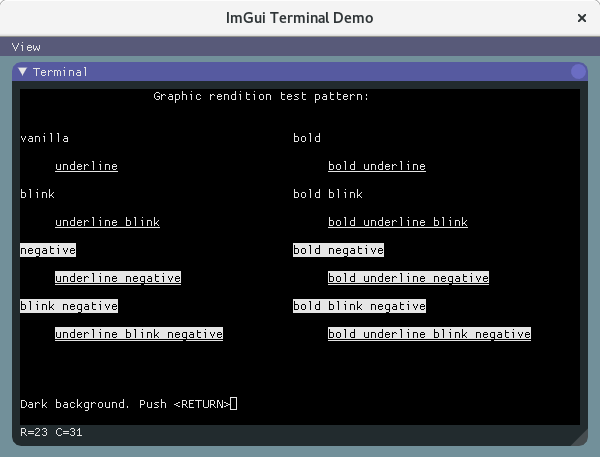 ImGui Terminal Demo ×
View
▼ Terminal
Graphic rendition test pattern:
vanilla bold
underline bold underline
blink bold blink
underline blink bold underline blink
negative bold negative
underline negative bold underline negative
blink negative bold blink negative
underline blink negative bold underline blink negative
Dark background. Push <RETURN>
R=23 C=31